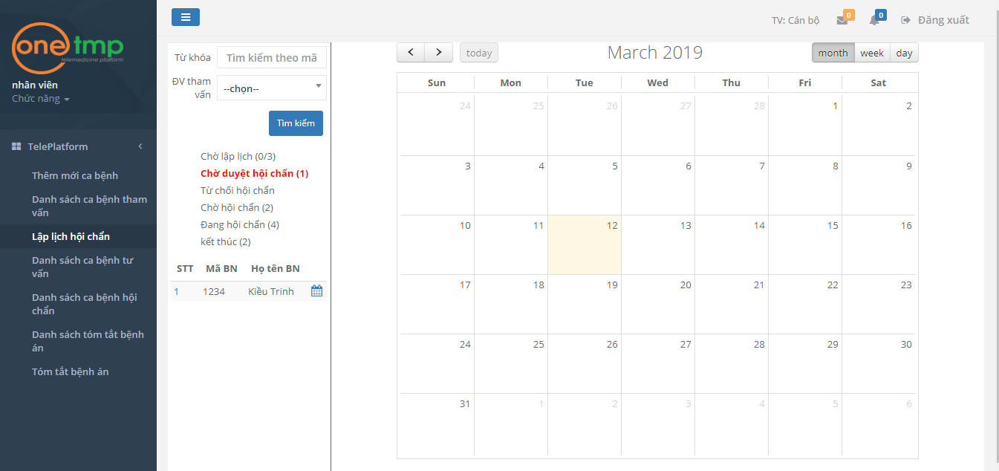 one tmp
telemedicine platform
nhân viên
Chức năng
TelePlatform
Thêm mới ca bệnh
Danh sách ca bệnh tham
vấn
Lập lịch hội chẩn
Danh sách ca bệnh tư
vấn
Danh sách ca bệnh hội
chẩn
Danh sách tóm tắt bệnh
án
Tóm tắt bệnh án
TV: Cán bộ 0 0 Đăng xuất
Từ khóa Tìm kiếm theo mã
ĐV tham
vấn
--chọn--
Tìm kiếm
Chờ lập lịch (0/3)
Chờ duyệt hội chẩn (1)
Từ chối hội chẩn
Chờ hội chẩn (2)
Đang hội chẩn (4)
kết thúc (2)
STT Mã BN Họ tên BN
1 1234 Kiều Trinh
today March 2019 month week day
Sun Mon Tue Wed Thu Fri Sat
24 25 26 27 28 1 2
3 4 5 6 7 8 9
10 11 12 13 14 15 16
17 18 19 20 21 22 23
24 25 26 27 28 29 30
31 1 2 3 4 5 6